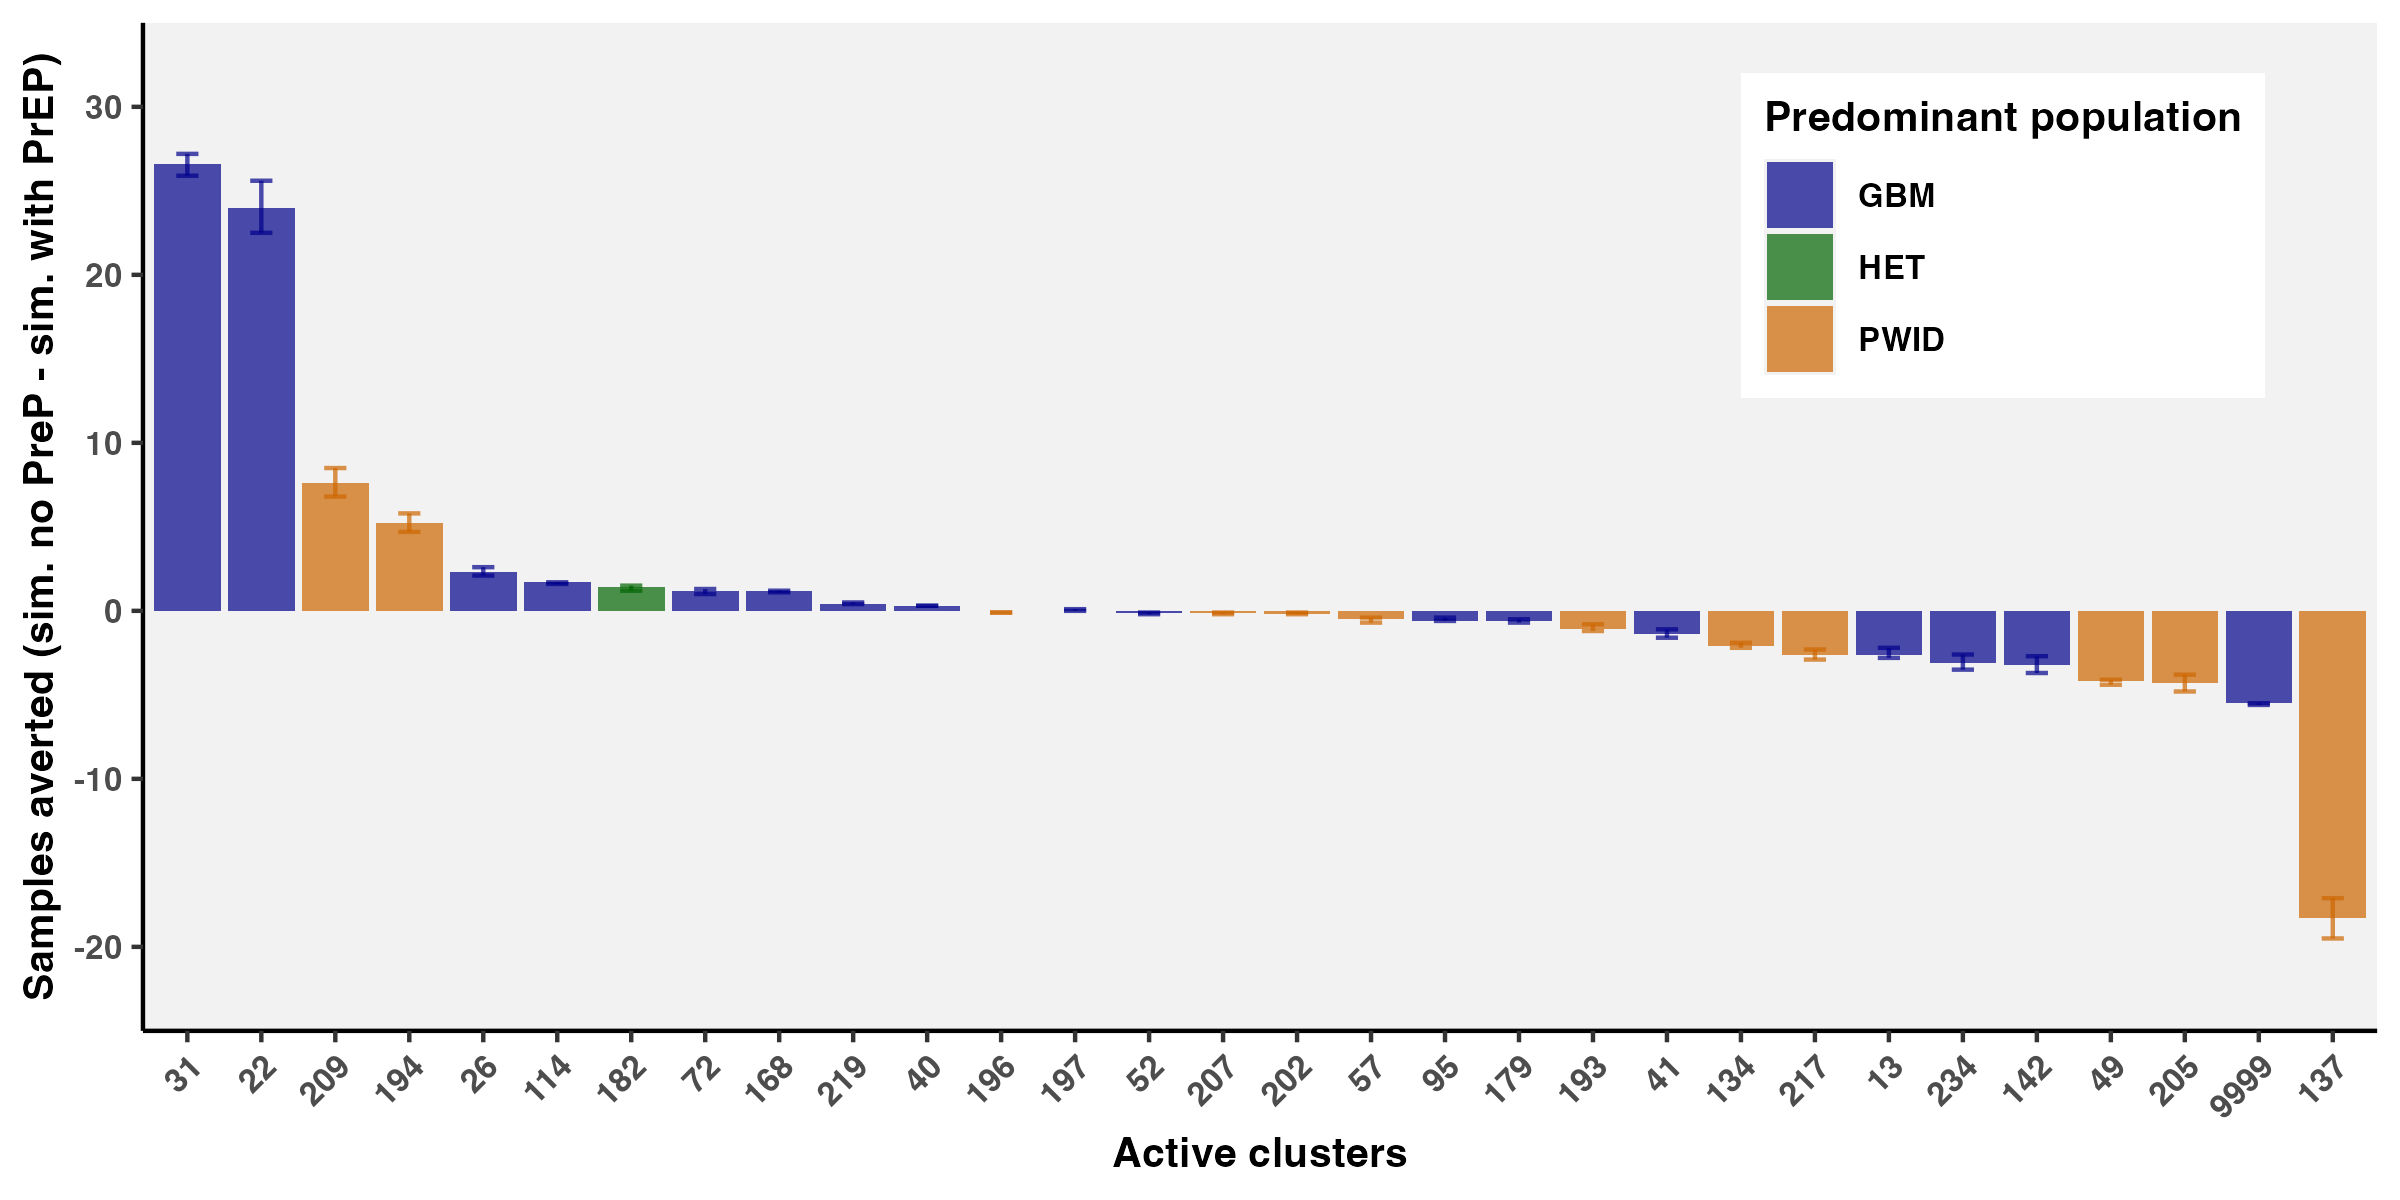 Samples averted (sim. no PreP - sim. with PrEP)
30
20
10
0
-10
-20
Predominant population
GBM
HET
PWID
31 22 209 194 26 114 182 72 168 219 40 196 197 52 207 202 57 95 179 193 41 134 217 13 234 142 49 205 9999 137
Active clusters